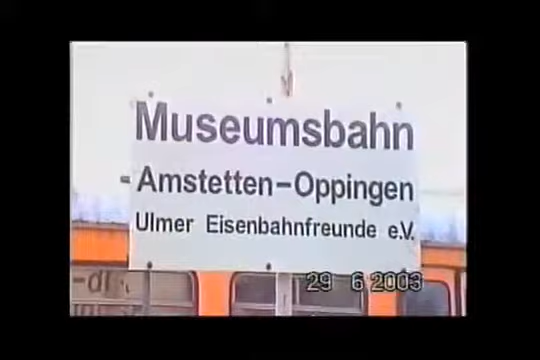 Museumsbahn
Amstetten-Oppingen
Ulmer Eisenbahnfreunde e.V.
29 6 2003